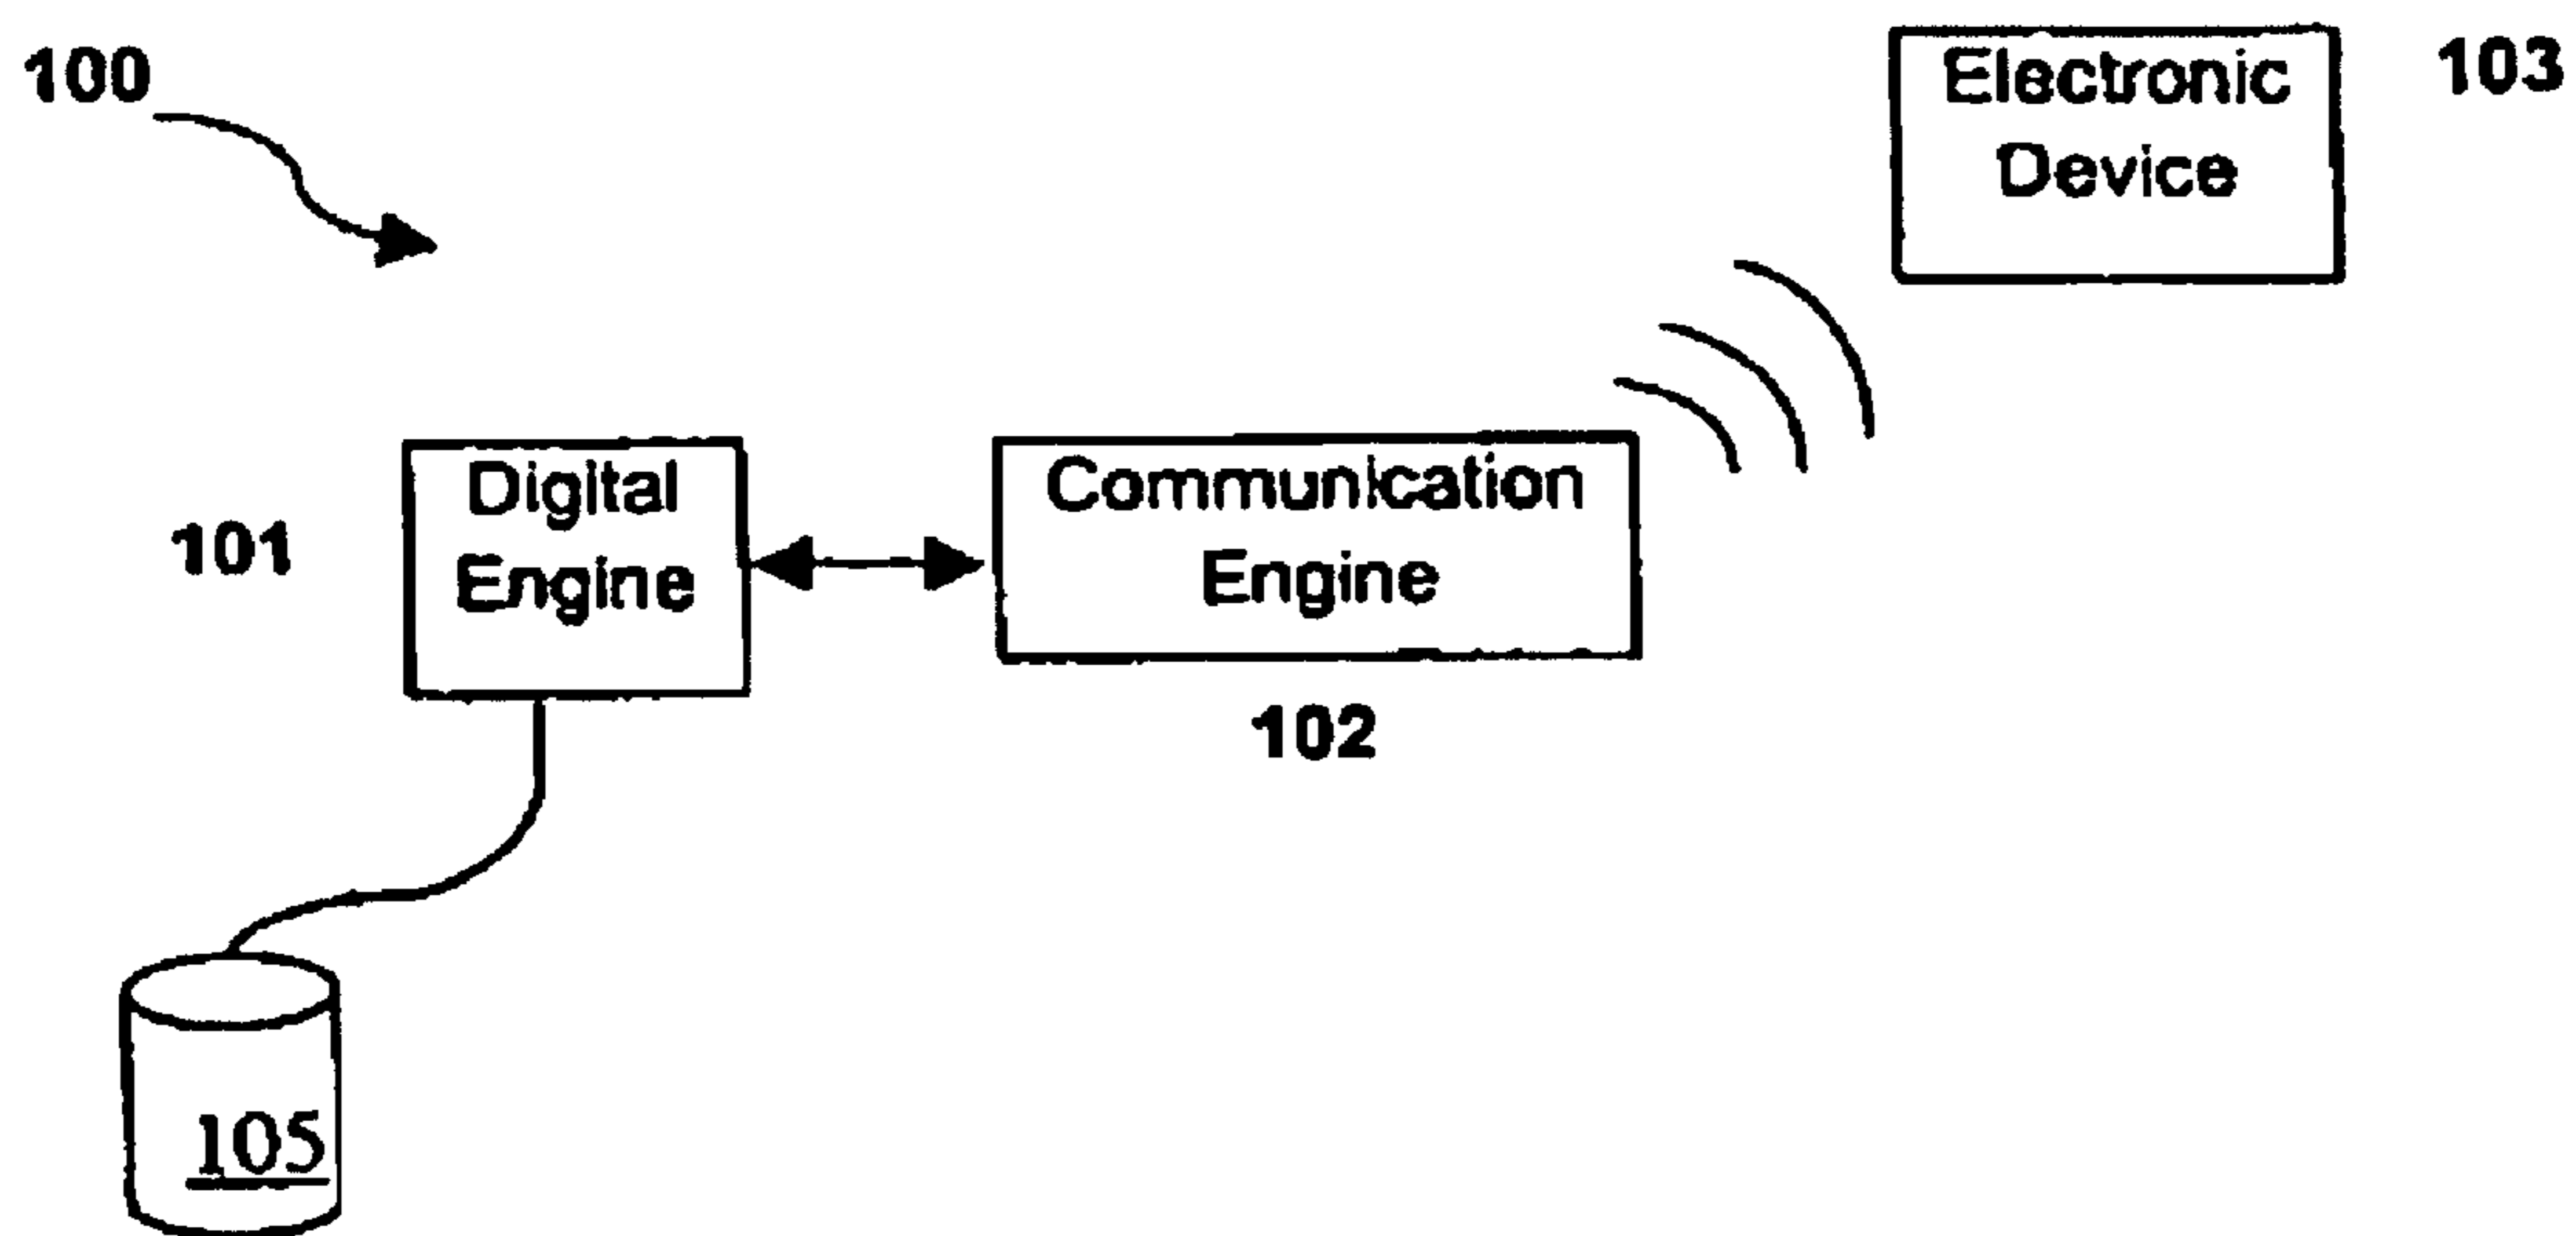 100
Electronic
Device
103
101
Digital
Engine
Communication
Engine
102
105